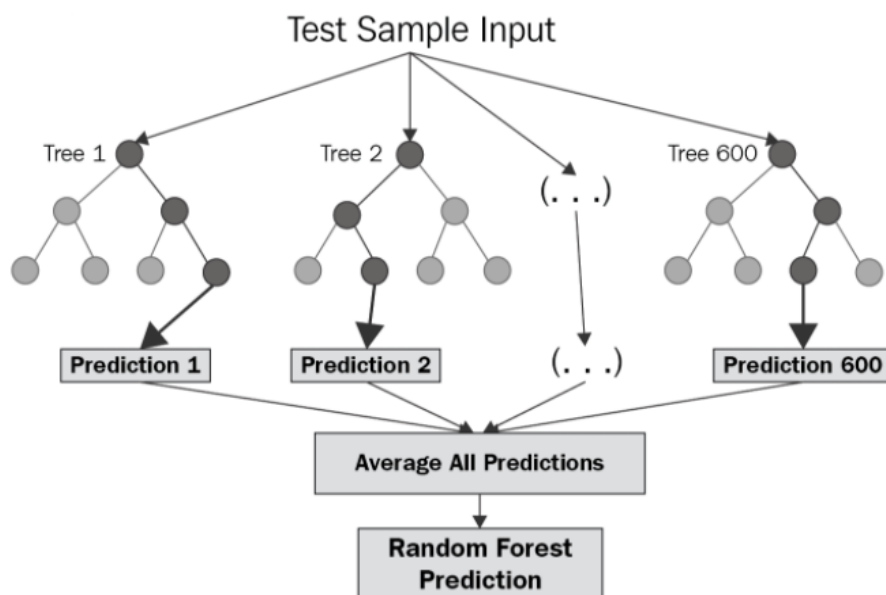 Test Sample Input
Tree 1
Tree 2
(. . .)
Tree 600
Prediction 1
Prediction 2
(. . .)
Prediction 600
Average All Predictions
Random Forest
Prediction